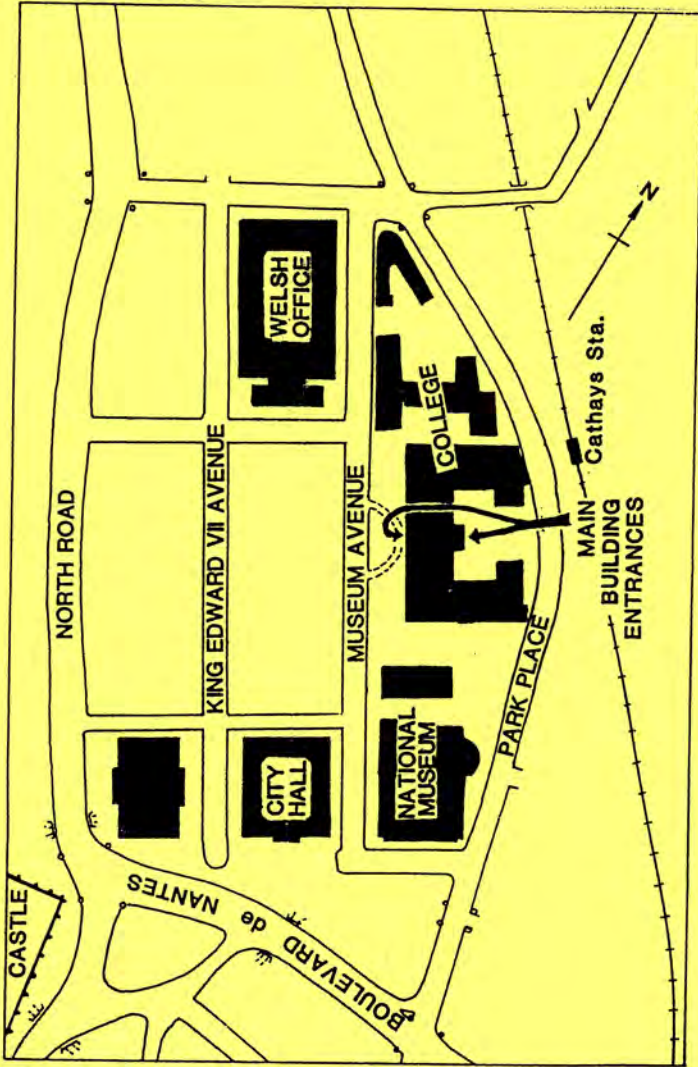 CASTLE
NORTH ROAD
BOULEVARD de NANTES
KING EDWARD VII AVENUE
CITY
HALL
WELSH
OFFICE
MUSEUM AVENUE
NATIONAL
MUSEUM
COLLEGE
PARK PLACE
MAIN
BUILDING
ENTRANCES
Cathays Sta.
N